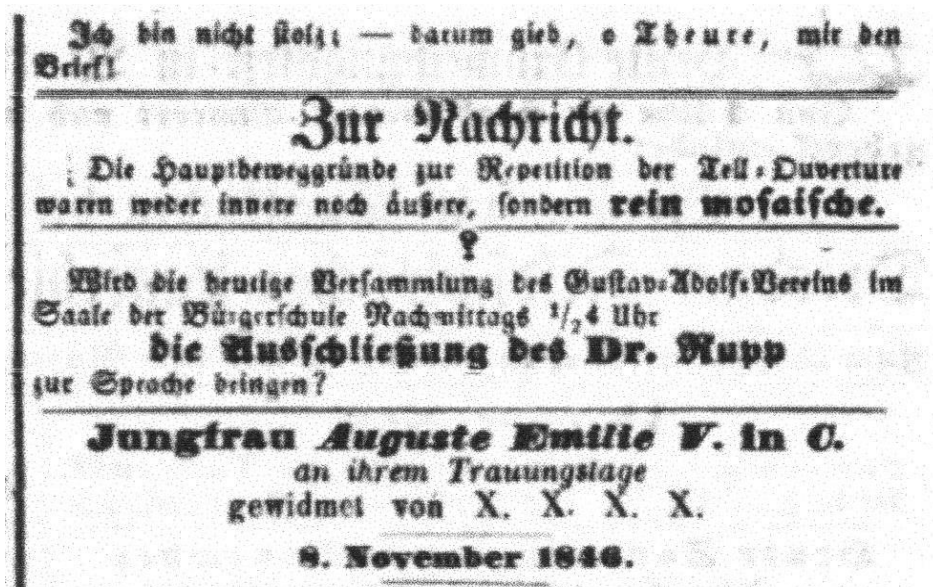 Ich bin nicht stolz; — darum gieb, o Theure, mir den
Brief!
Zur Nachricht.
Die Hauptbeweggründe zur Repetition der Tell-Ouverture
waren weder innere noch äußere, sondern rein mosaische.
?
Wird die heutige Versammlung des Gustav-Adolf-Vereins im
Saale der Bürgerschule Nachmittags 1/2 4 Uhr
die Ausschließung des Dr. Rupp
zur Sprache bringen?
Jungfrau Auguste Emilie V. in C.
an ihrem Trauungstage
gewidmet von X. X. X. X.
8. November 1846.